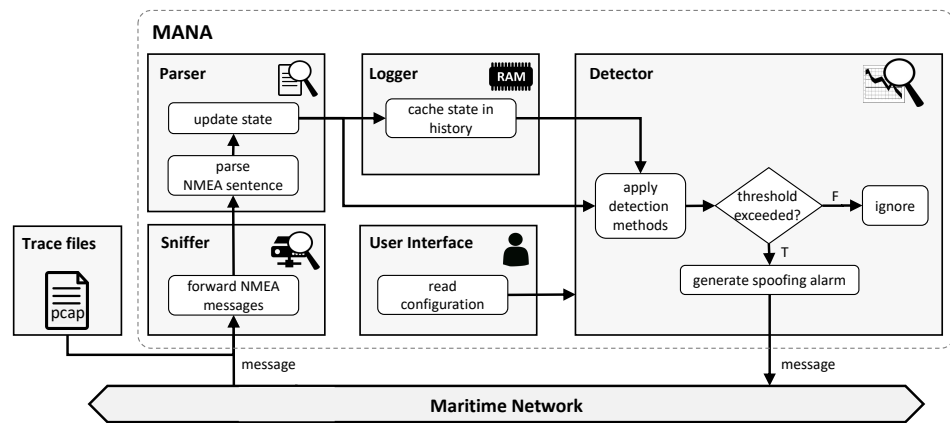 MANA
Parser
Logger
RAM
Detector
update state
cache state in
history
parse
NMEA sentence
apply
detection
methods
threshold
exceeded?
F
ignore
T
Trace files
pcap
Sniffer
User Interface
forward NMEA
messages
read
configuration
generate spoofing alarm
message
message
Maritime Network